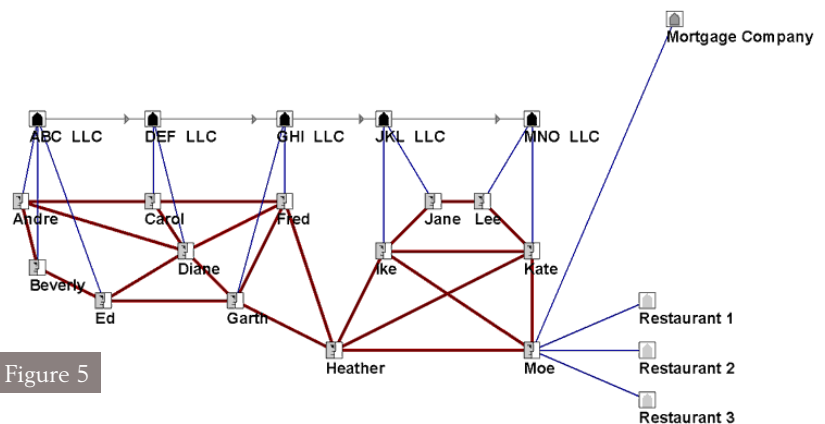 Mortgage Company
ABC LLC
DEF LLC
GHI LLC
JKL LLC
MNO LLC
Andre
Carol
Fred
Jane
Lee
Beverly
Diane
Ike
Kate
Ed
Garth
Restaurant 1
Heather
Moe
Restaurant 2
Figure 5
Restaurant 3